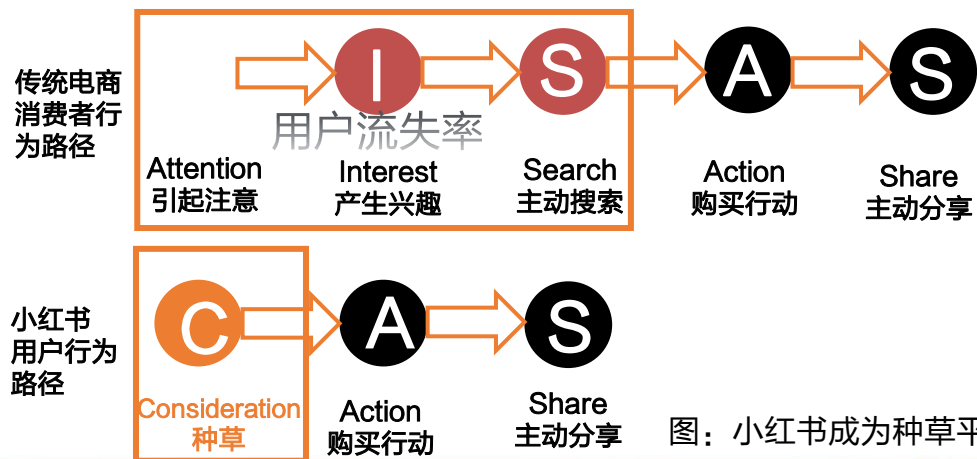 传统电商
消费者行
为路径
I
S
A
S
用户流失率
Attention
引起注意
Interest
产生兴趣
Search
主动搜索
Action
购买行动
Share
主动分享
小红书
用户行为
路径
C
A
S
Consideration
种草
Action
购买行动
Share
主动分享
图：小红书成为种草平